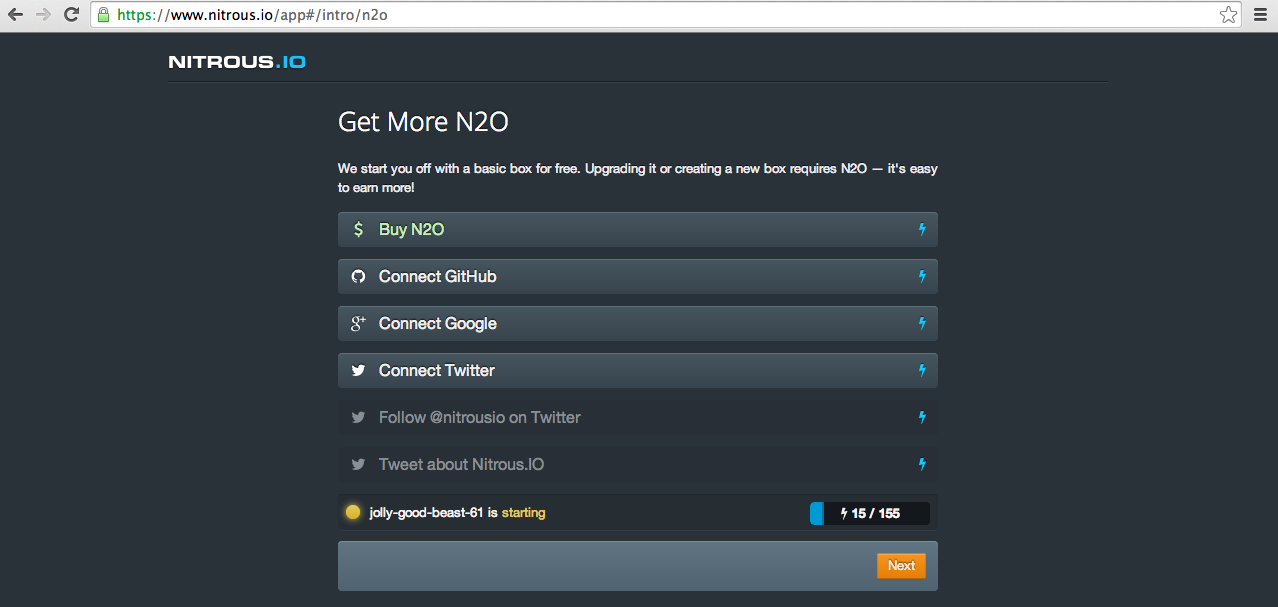 https://www.nitrous.io/app#/intro/n2o
NITROUS.IO
Get More N2O
We start you off with a basic box for free. Upgrading it or creating a new box requires N2O — it's easy
to earn more!
$ Buy N2O
Connect GitHub
g+ Connect Google
Connect Twitter
Follow @nitrousio on Twitter
Tweet about Nitrous.IO
jolly-good-beast-61 is starting 15 / 155
Next